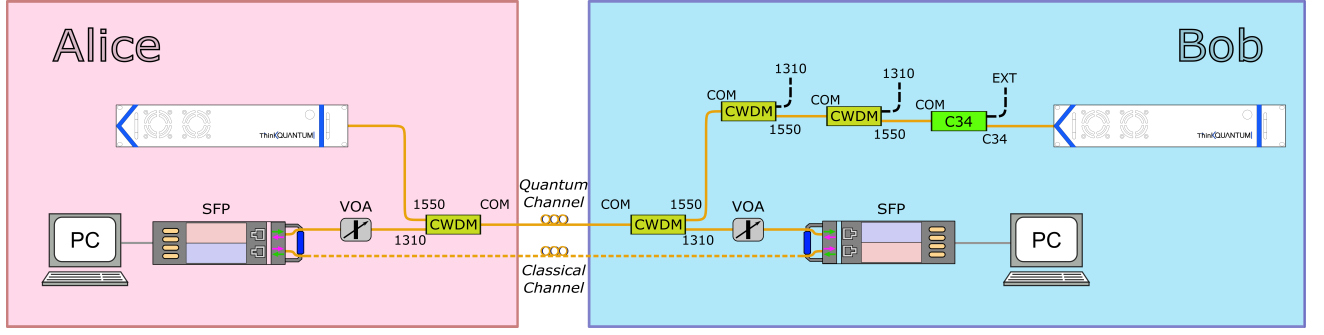 Alice
Bob
1310
1310
EXT
COM
CWDM
1550
COM
CWDM
1550
COM
C34
C34
ThinkQUANTUM
ThinkQUANTUM
Quantum
Channel
SFP
VOA
1550
COM
CWDM
1310
COM
1550
CWDM
1310
VOA
SFP
PC
PC
Classical
Channel